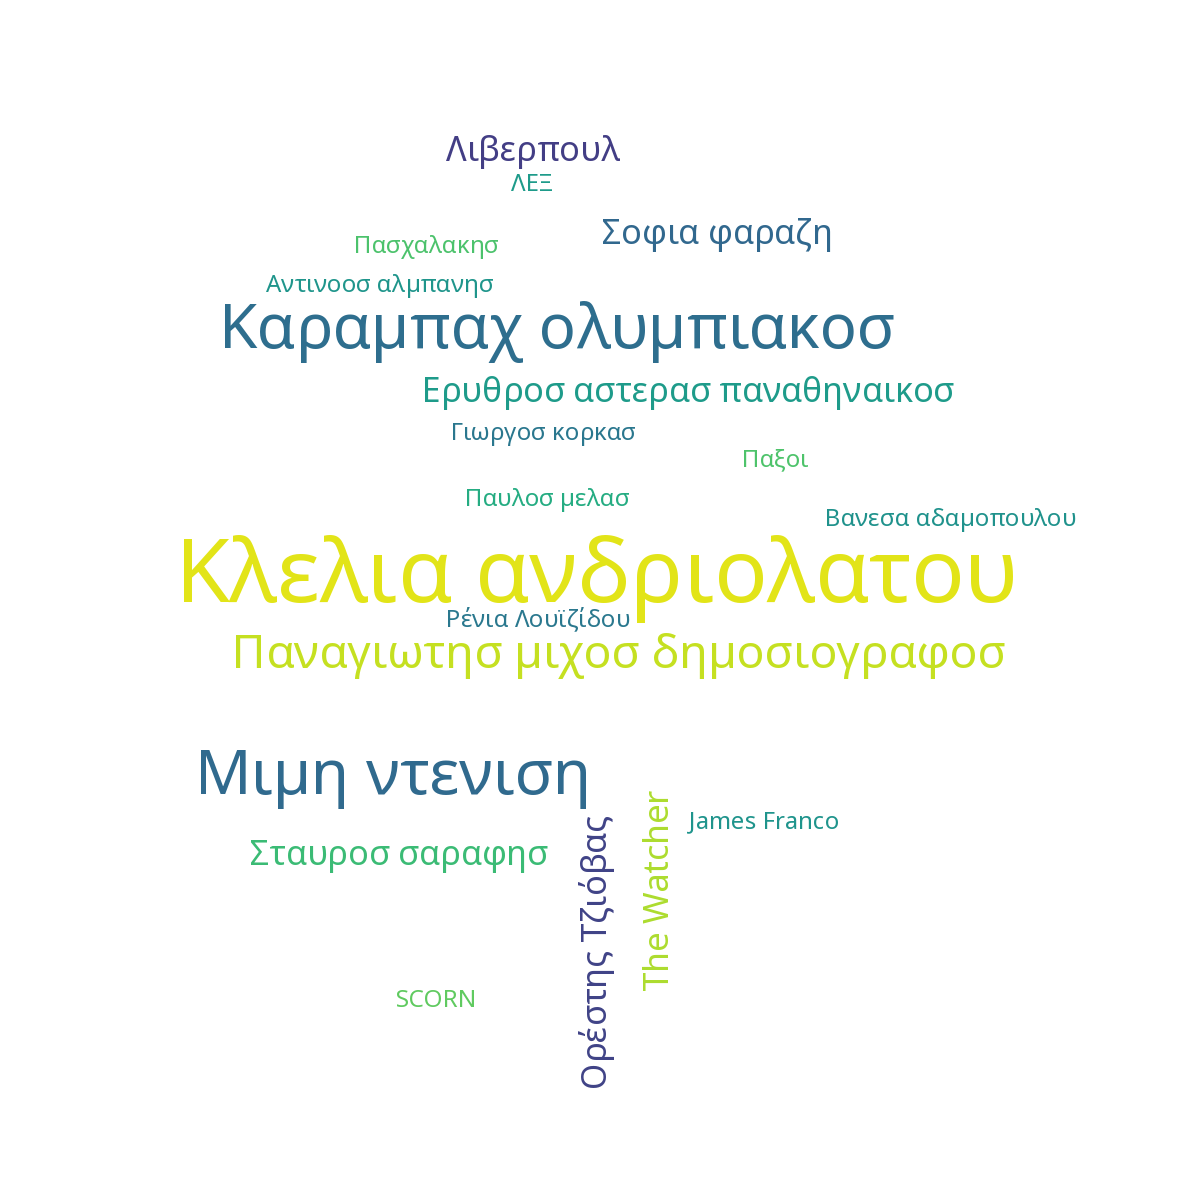 Λιβερπουλ
ΛΕΞ
Σοφια φαραζη
Πασχαλακησ
Αντινοοσ αλμπανησ
Καραμπαχ ολυμπιακοσ
Ερυθροσ αστερασ παναθηναικοσ
Γιωργοσ κορκασ
Παξοι
Παυλοσ μελασ
Βανεσα αδαμοπουλου
Κλελια ανδριολατου
Ρένια Λουϊζίδου
Παναγιωτησ μιχοσ δημοσιογραφοσ
Μιμη ντενιση
James Franco
Σταυροσ σαραφησ
Ορέστης Τζιόβας
The Watcher
SCORN